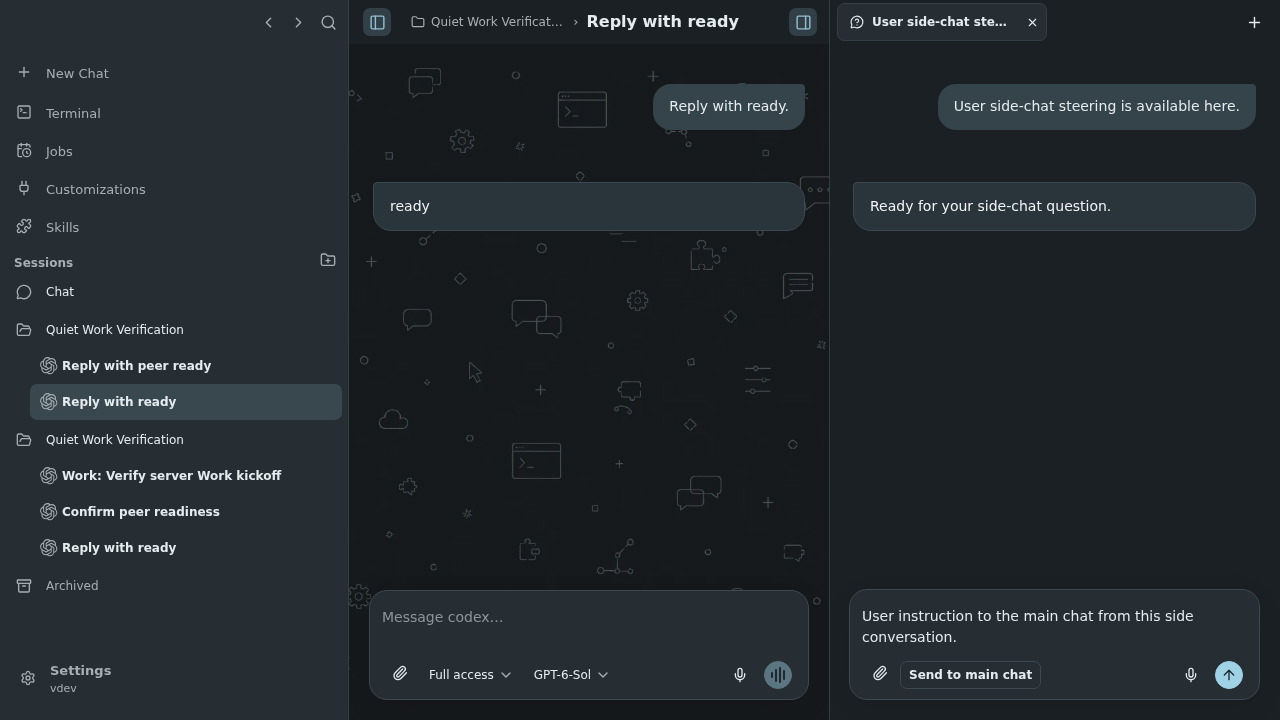 New Chat
Terminal
Jobs
Customizations
Skills
Sessions
Chat
Quiet Work Verification
Reply with peer ready
Reply with ready
Quiet Work Verification
Work: Verify server Work kickoff
Confirm peer readiness
Reply with ready
Archived
Settings
vdev
Quiet Work Verificat… › Reply with ready
Reply with ready.
ready
Message codex…
Full access GPT-6-Sol
User side-chat ste…
User side-chat steering is available here.
Ready for your side-chat question.
User instruction to the main chat from this side
conversation.
Send to main chat